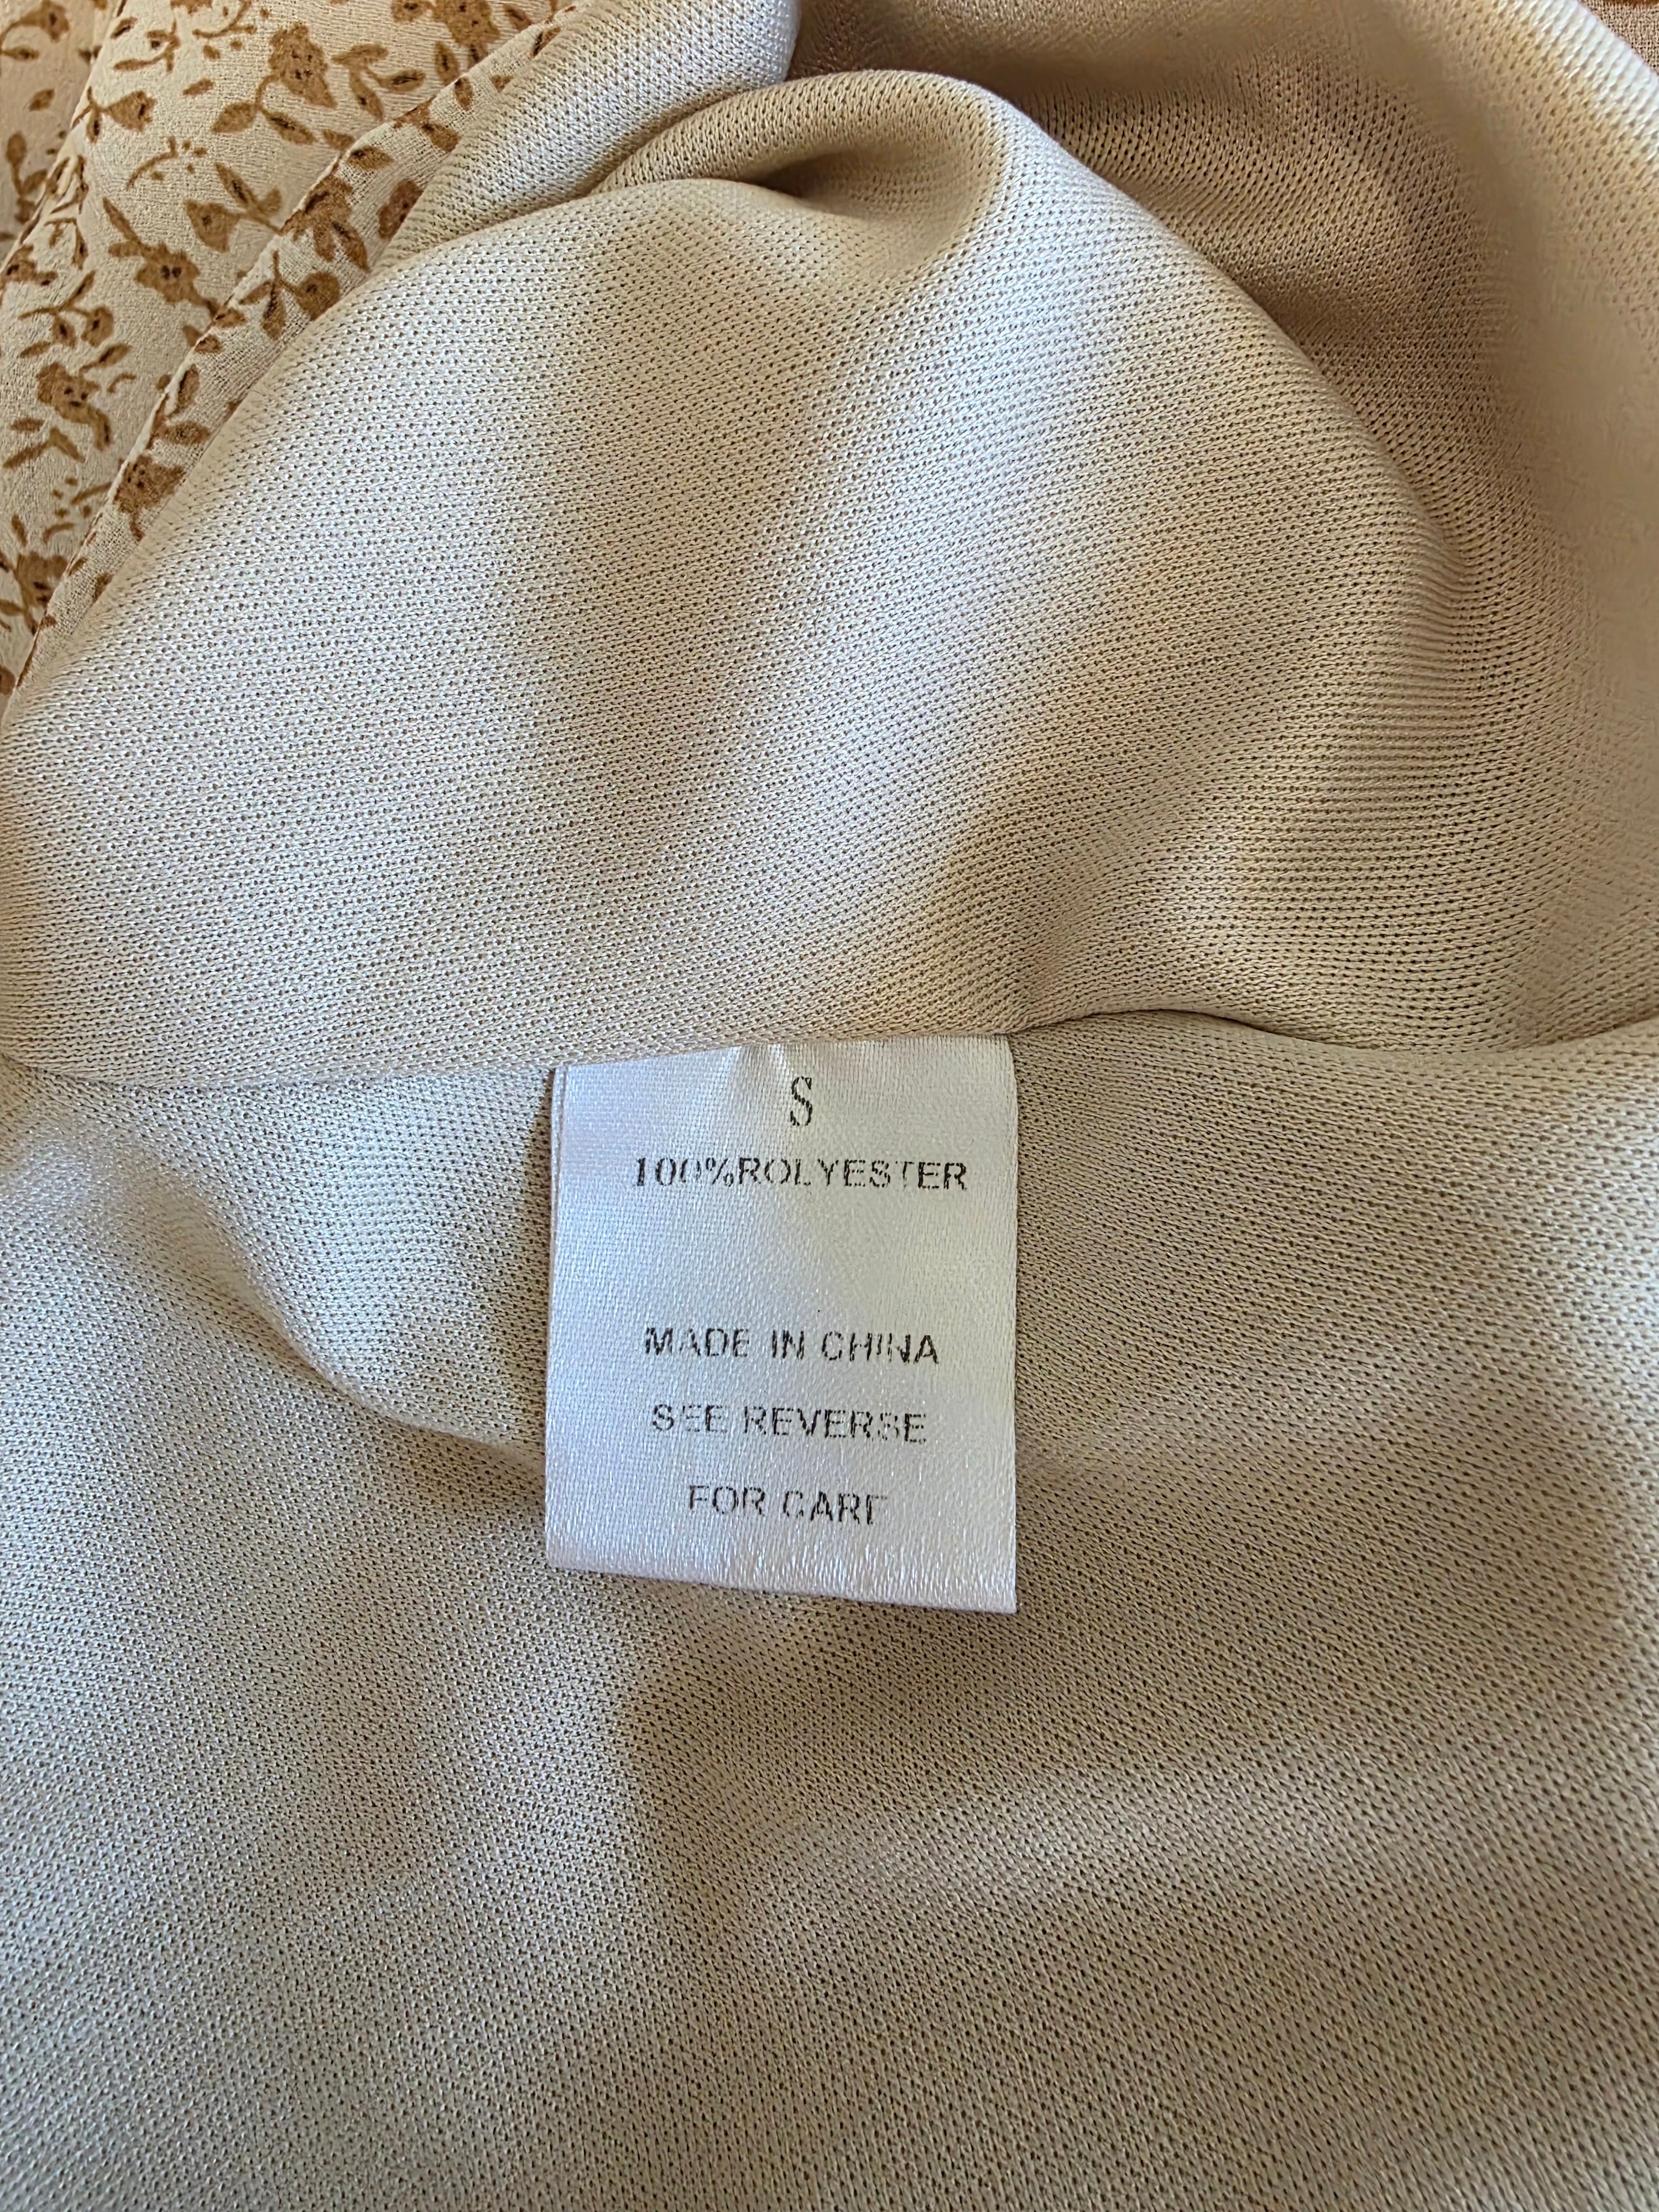 S
100%ROLYESTER
MADE IN CHINA
SEE REVERSE
FOR CARE